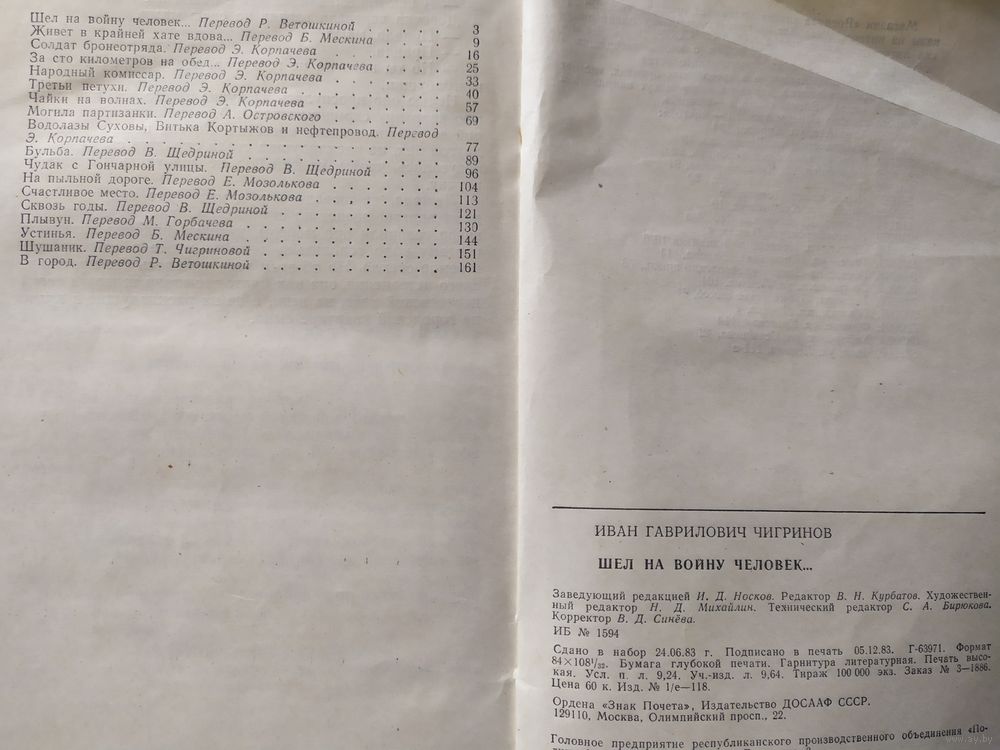 Шел на войну человек... Перевод Р. Ветошкиной . . . . . 3
Живет в крайней хате вдова... Перевод Б. Мескина . . . . 9
Солдат бронеотряда. Перевод Э. Корпачева . . . . . 16
За сто километров на обед... Перевод Э. Корпачева . . . . 25
Народный комиссар. Перевод Э. Корпачева . . . . . . 33
Третьи петухи. Перевод Э. Корпачева . . . . . . . 40
Чайки на волнах. Перевод Э. Корпачева . . . . . . . 57
Могила партизанки. Перевод А. Островского . . . . . . 69
Водолазы Суховы, Витька Кортыжов и нефтепровод. Перевод
Э. Корпачева . . . . . . . . . . . . . 77
Бульба. Перевод В. Щедриной . . . . . . . . . 89
Чудак с Гончарной улицы. Перевод В. Щедриной . . . . 96
На пыльной дороге. Перевод Е. Мозолькова . . . . . . 104
Счастливое место. Перевод Е. Мозолькова . . . . . . 113
Сквозь годы. Перевод В. Щедриной . . . . . . . . 121
Плывун. Перевод М. Горбачева . . . . . . . . . 130
Устинья. Перевод Б. Мескина . . . . . . . . . 144
Шушаник. Перевод Т. Чигриновой . . . . . . . . . 151
В город. Перевод Р. Ветошкиной . . . . . . . . . 161
ИВАН ГАВРИЛОВИЧ ЧИГРИНОВ
ШЕЛ НА ВОЙНУ ЧЕЛОВЕК...
Заведующий редакцией И. Д. Носков. Редактор В. Н. Курбатов. Художествен-
ный редактор Н. Д. Михайлин. Технический редактор С. А. Бирюкова.
Корректор В. Д. Синёва.
ИБ № 1594
Сдано в набор 24.06.83 г. Подписано в печать 05.12.83. Г-63971. Формат
84×108¹/₃₂. Бумага глубокой печати. Гарнитура литературная. Печать высо-
кая. Усл. п. л. 9,24. Уч.-изд. л. 9,64. Тираж 100 000 экз. Заказ № 3—1886.
Цена 60 к. Изд. № 1/е—118.
Ордена «Знак Почета», Издательство ДОСААФ СССР.
129110, Москва, Олимпийский просп., 22.
Головное предприятие республиканского производственного объединения «По-
www.ay.by